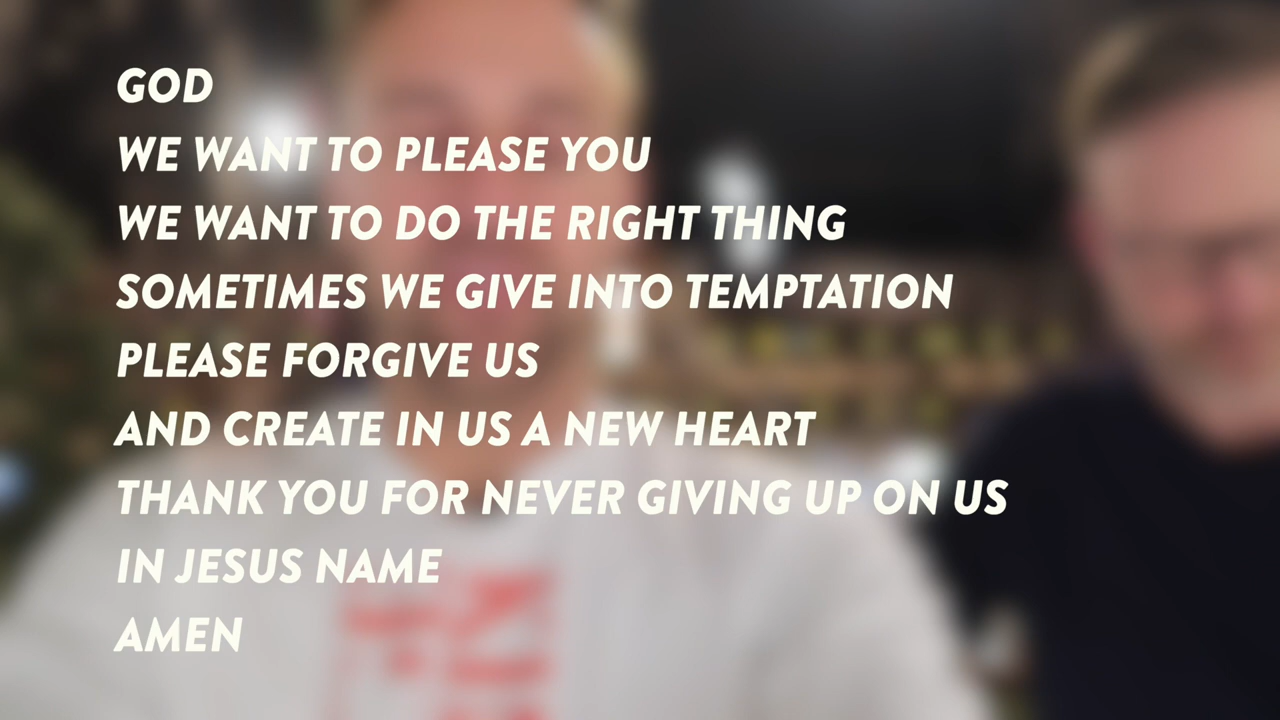 GOD
WE WANT TO PLEASE YOU
WE WANT TO DO THE RIGHT THING
SOMETIMES WE GIVE INTO TEMPTATION
PLEASE FORGIVE US
AND CREATE IN US A NEW HEART
THANK YOU FOR NEVER GIVING UP ON US
IN JESUS NAME
AMEN